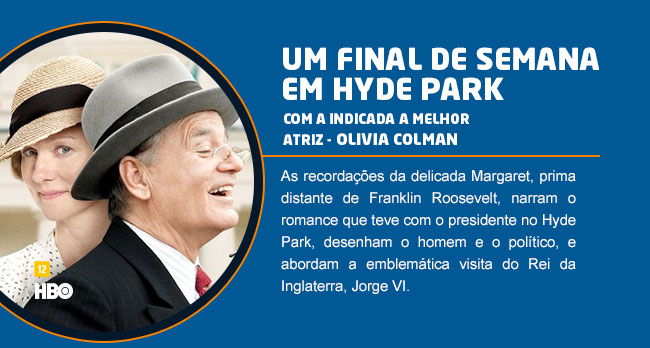 UM FINAL DE SEMANA
EM HYDE PARK
COM A INDICADA A MELHOR
ATRIZ - OLIVIA COLMAN
As recordações da delicada Margaret, prima
distante de Franklin Roosevelt, narram o
romance que teve com o presidente no Hyde
Park, desenham o homem e o político, e
abordam a emblemática visita do Rei da
Inglaterra, Jorge VI.
12
HBO